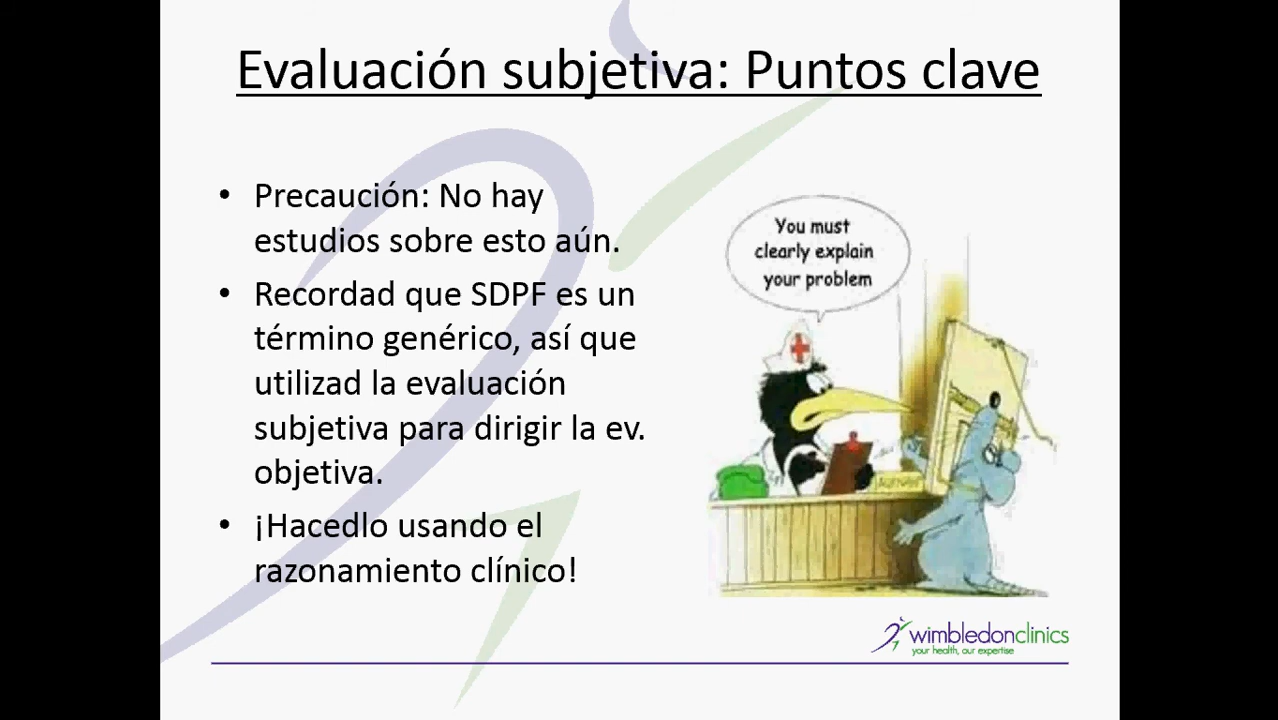 Evaluación subjetiva: Puntos clave
• Precaución: No hay
estudios sobre esto aún.
• Recordad que SDPF es un
término genérico, así que
utilizad la evaluación
subjetiva para dirigir la ev.
objetiva.
• ¡Hacedlo usando el
razonamiento clínico!
You must
clearly explain
your problem
wimbledonclinics
your health, our expertise